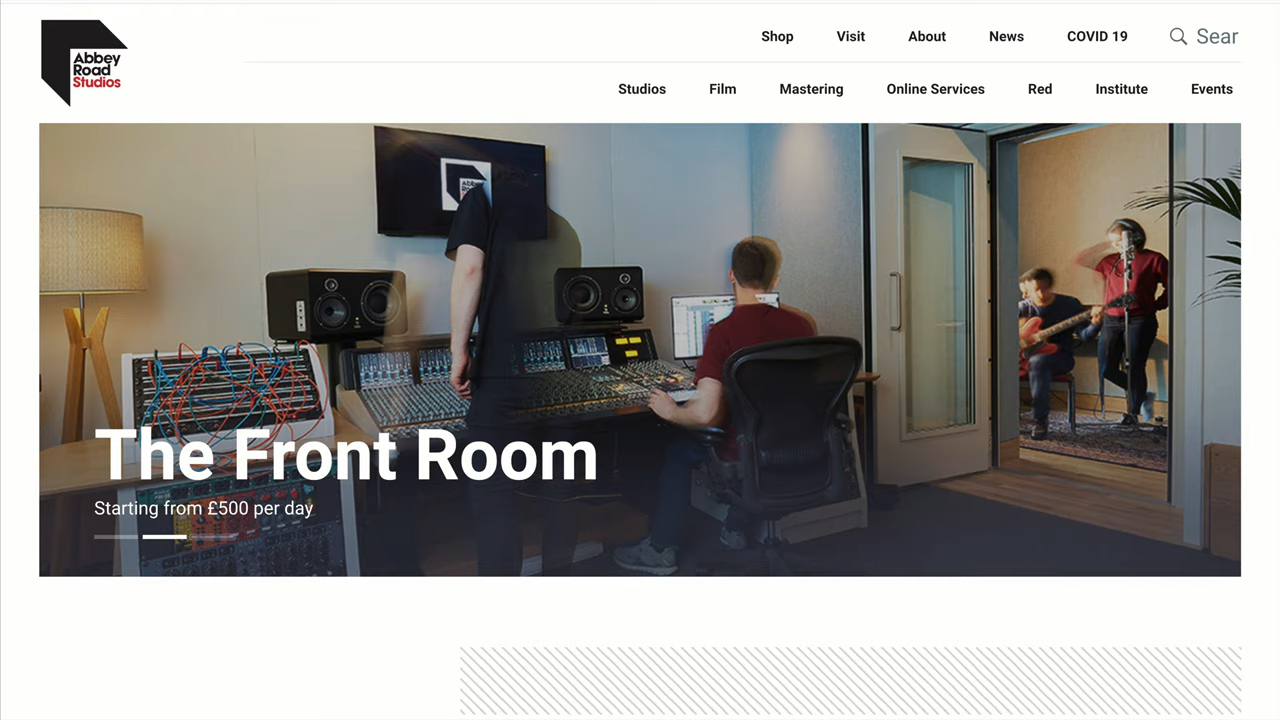 Abbey
Road
Studios
Shop Visit About News COVID 19 Sear
Studios Film Mastering Online Services Red Institute Events
The Front Room
Starting from £500 per day